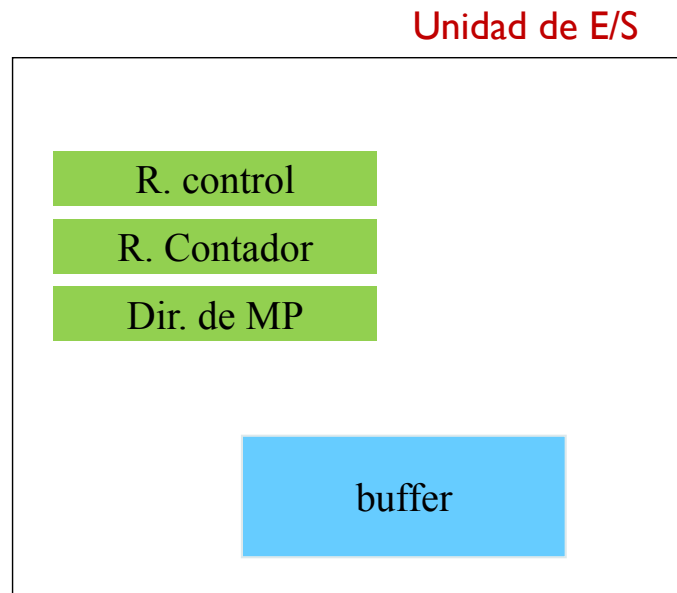 Unidad de E/S
R. control
R. Contador
Dir. de MP
buffer